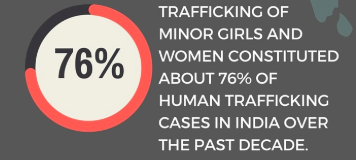 76%
TRAFFICKING OF
MINOR GIRLS AND
WOMEN CONSTITUTED
ABOUT 76% OF
HUMAN TRAFFICKING
CASES IN INDIA OVER
THE PAST DECADE.